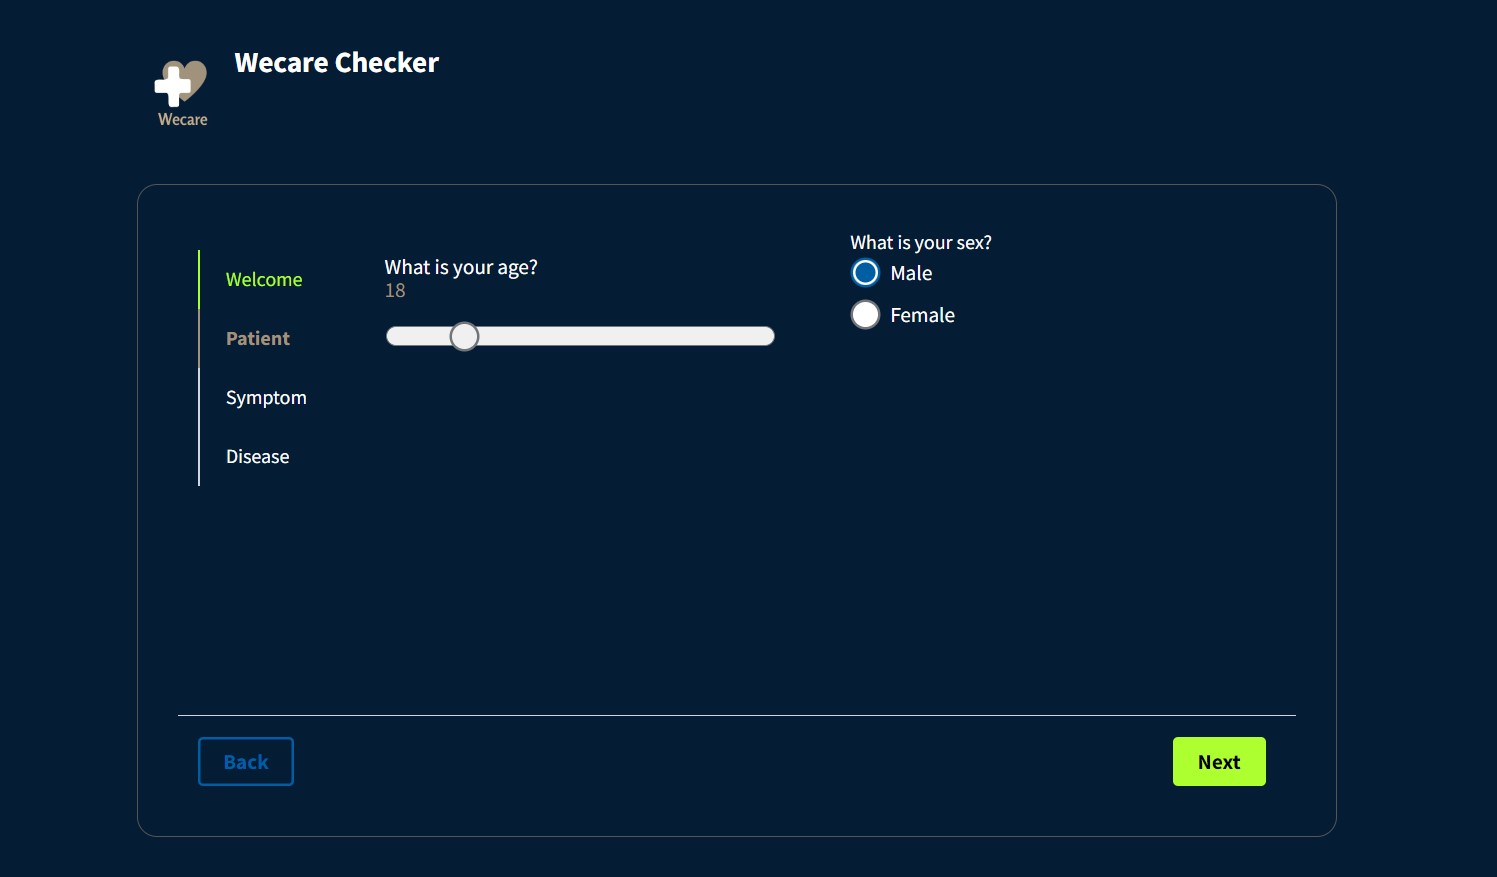 Wecare Checker
Wecare
Welcome
Patient
Symptom
Disease
What is your age?
18
What is your sex?
Male
Female
Back
Next